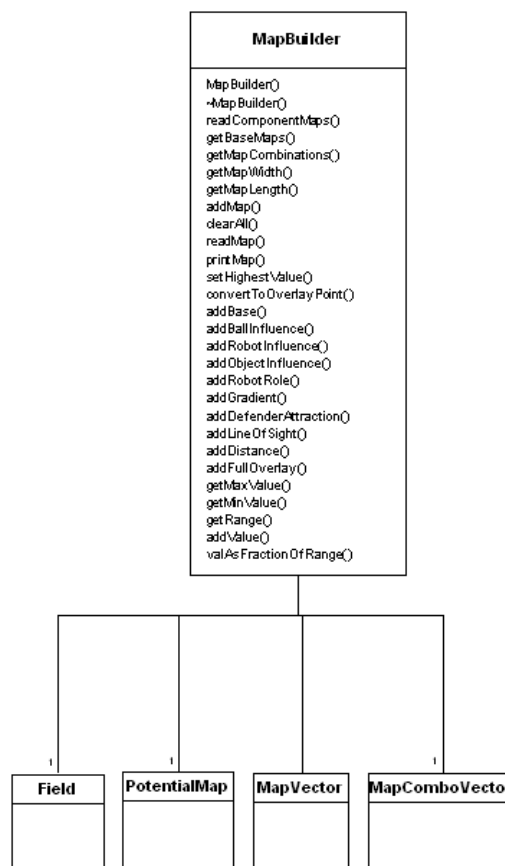 MapBuilder
MapBuilder()
~MapBuilder()
readComponentMaps()
getBaseMaps()
getMapCombinations()
getMapWidth()
getMapLength()
addMap()
clearAll()
readMap()
printMap()
setHighestValue()
convertToOverlayPoint()
addBase()
addBallInfluence()
addRobotInfluence()
addObjectInfluence()
addRobotRole()
addGradient()
addDefenderAttraction()
addLineOfSight()
addDistance()
addFullOverlay()
getMaxValue()
getMinValue()
getRange()
addValue()
valAsFractionOfRange()
1 1 1
Field PotentialMap MapVector MapComboVector